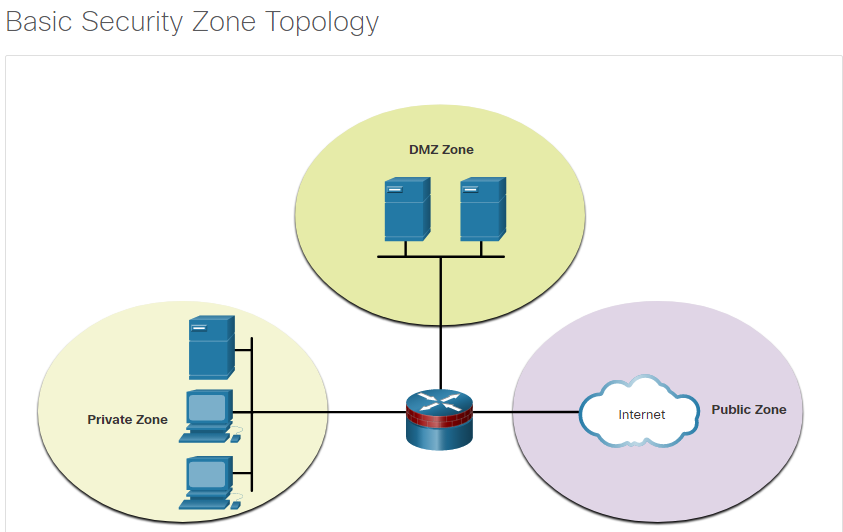 Basic Security Zone Topology
DMZ Zone
Private Zone
Internet
Public Zone